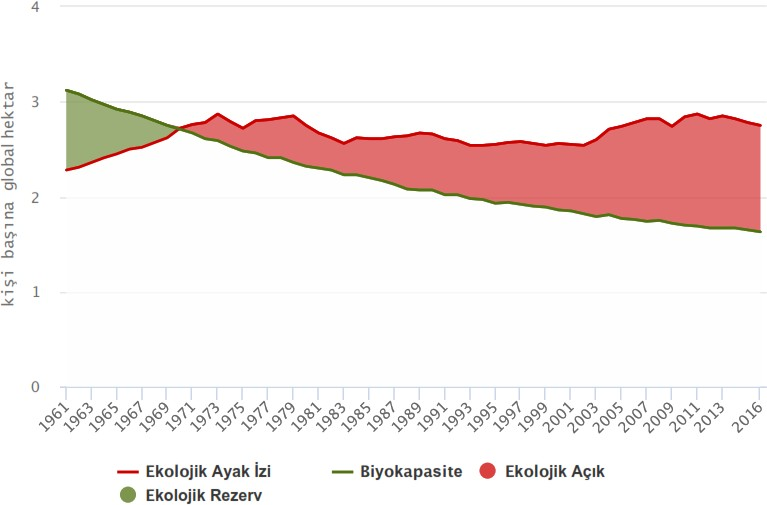 kişi başına global hektar
4
3
2
1
0
1961 1963 1965 1967 1969 1971 1973 1975 1977 1979 1981 1983 1985 1987 1989 1991 1993 1995 1997 1999 2001 2003 2005 2007 2009 2011 2013 2016
Ekolojik Ayak İzi Biyokapasite Ekolojik Açık
Ekolojik Rezerv